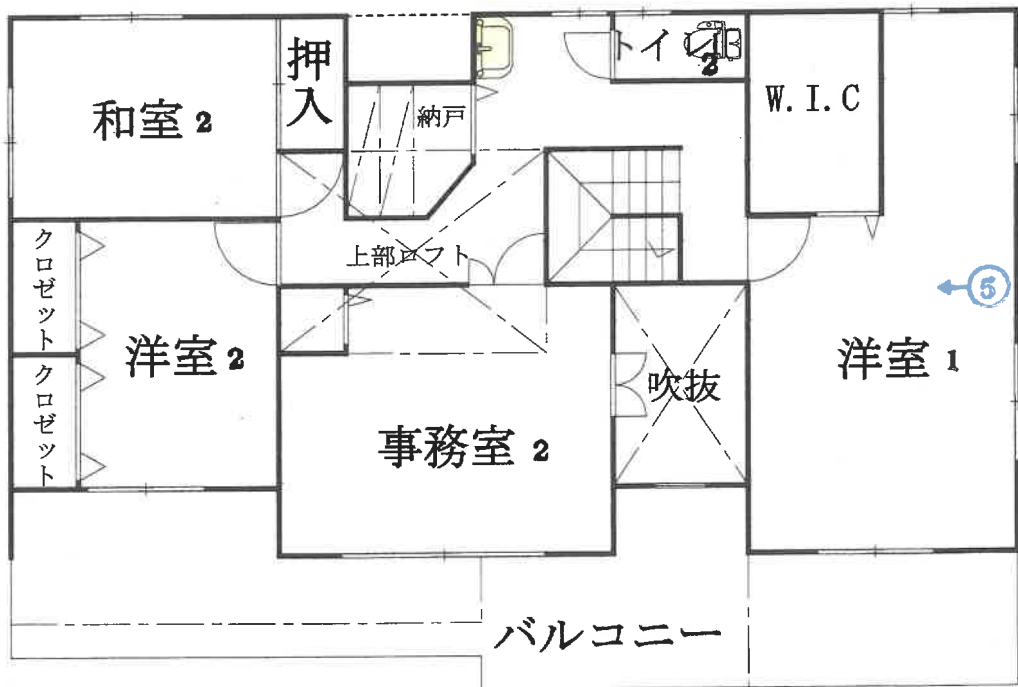 和室 2
押入
納戸
トイレ
2
W.I.C
クロゼット
クロゼット
洋室 2
上部ロフト
事務室 2
吹抜
洋室 1
5
バルコニー